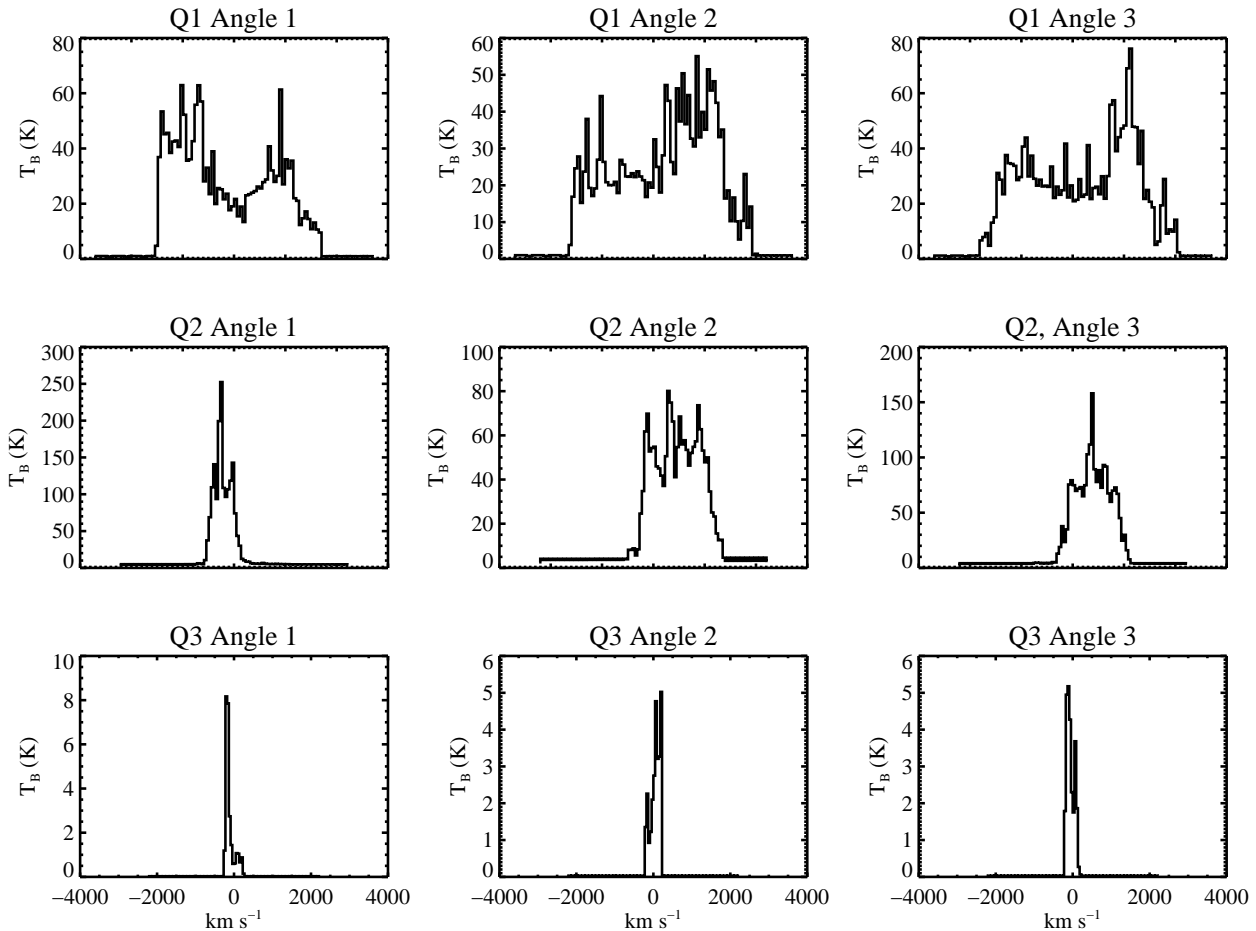 Q1 Angle 1
Q1 Angle 2
Q1 Angle 3
80
60
40
20
0
T_B (K)
60
50
40
30
20
10
0
T_B (K)
80
60
40
20
0
T_B (K)
Q2 Angle 1
Q2 Angle 2
Q2, Angle 3
300
250
200
150
100
50
0
T_B (K)
100
80
60
40
20
0
T_B (K)
200
150
100
50
0
T_B (K)
Q3 Angle 1
Q3 Angle 2
Q3 Angle 3
10
8
6
4
2
0
T_B (K)
6
5
4
3
2
1
0
T_B (K)
6
5
4
3
2
1
0
T_B (K)
−4000 −2000 0 2000 4000
km s⁻¹
−4000 −2000 0 2000 4000
km s⁻¹
−4000 −2000 0 2000 4000
km s⁻¹